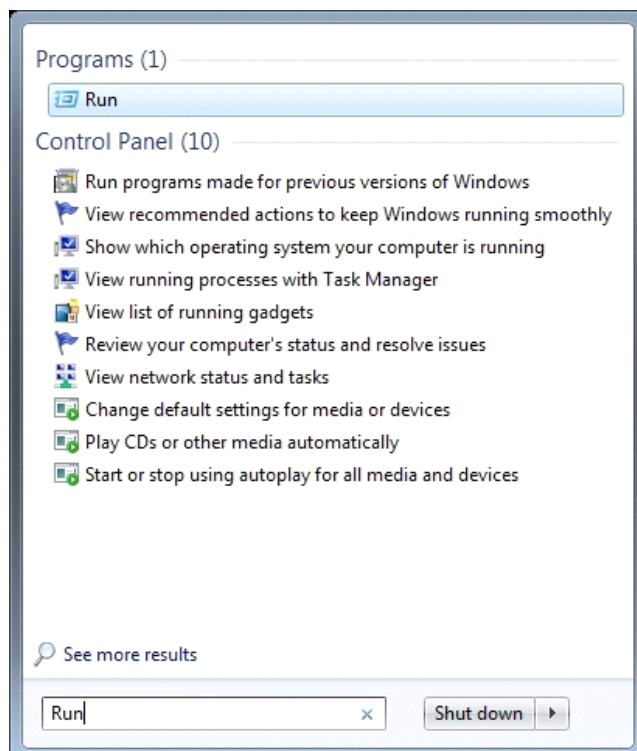 Programs (1)
Run
Control Panel (10)
Run programs made for previous versions of Windows
View recommended actions to keep Windows running smoothly
Show which operating system your computer is running
View running processes with Task Manager
View list of running gadgets
Review your computer's status and resolve issues
View network status and tasks
Change default settings for media or devices
Play CDs or other media automatically
Start or stop using autoplay for all media and devices
See more results
Run
Shut down